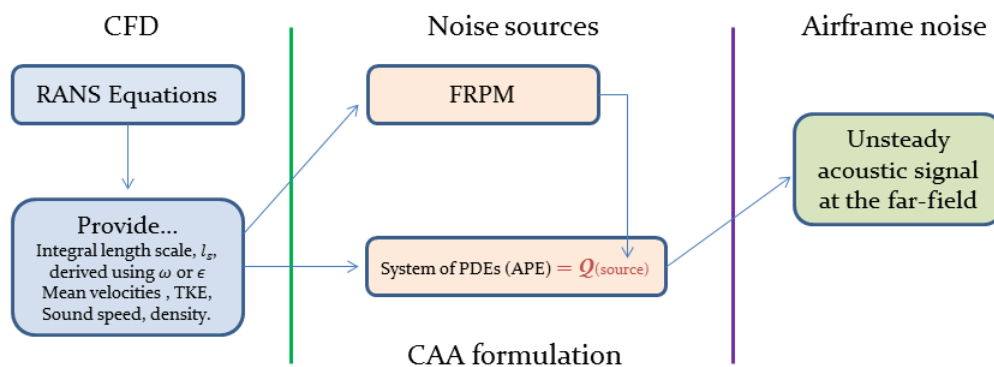 CFD
Noise sources
Airframe noise
RANS Equations
FRPM
Unsteady
acoustic signal
at the far-field
Provide...
Integral length scale, lₛ,
derived using ω or ϵ
Mean velocities , TKE,
Sound speed, density.
System of PDEs (APE) = Q(source)
CAA formulation